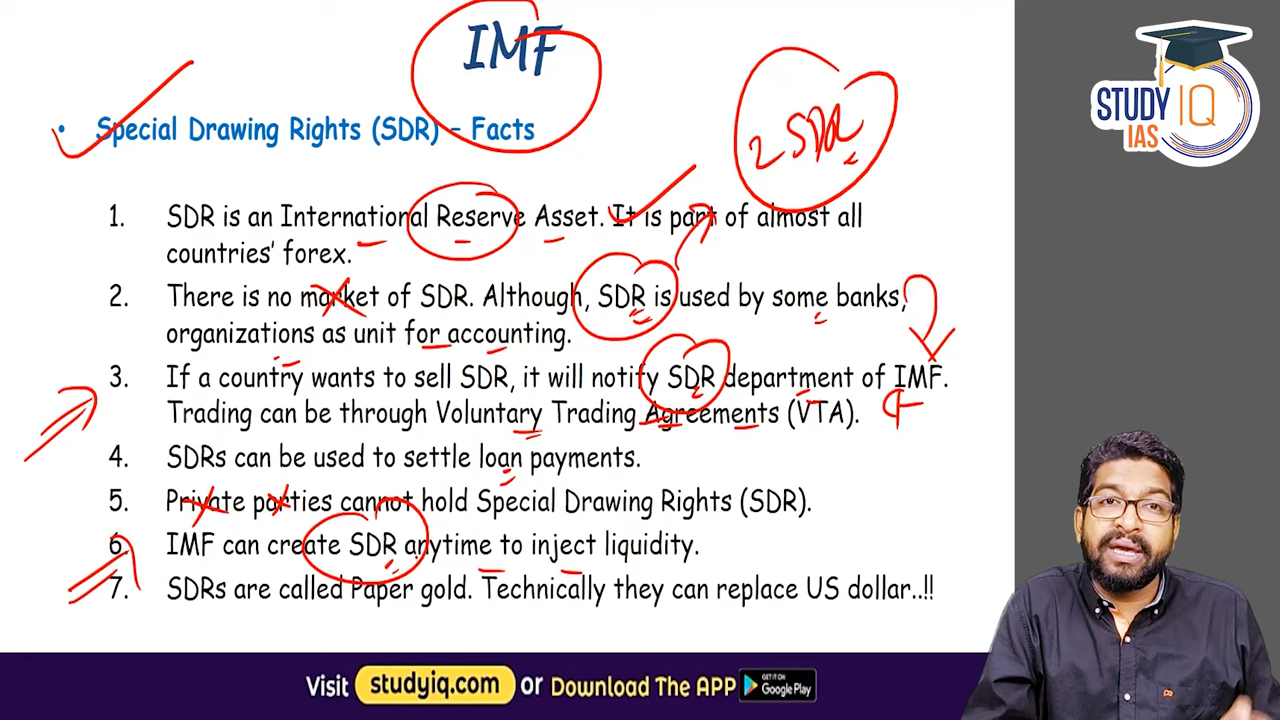 IMF
2 SDR
STUDY IQ
IAS
• Special Drawing Rights (SDR) – Facts
1. SDR is an International Reserve Asset. It is part of almost all
countries' forex.
2. There is no market of SDR. Although, SDR is used by some banks,
organizations as unit for accounting.
3. If a country wants to sell SDR, it will notify SDR department of IMF.
Trading can be through Voluntary Trading Agreements (VTA).
4. SDRs can be used to settle loan payments.
5. Private parties cannot hold Special Drawing Rights (SDR).
6. IMF can create SDR anytime to inject liquidity.
7. SDRs are called Paper gold. Technically they can replace US dollar..!!
Visit studyiq.com or Download The APP GET IT ON Google Play